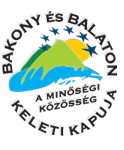 BAKONY ÉS BALATON
A MINŐSÉGI
KÖZÖSSÉG
KELETI KAPUJA